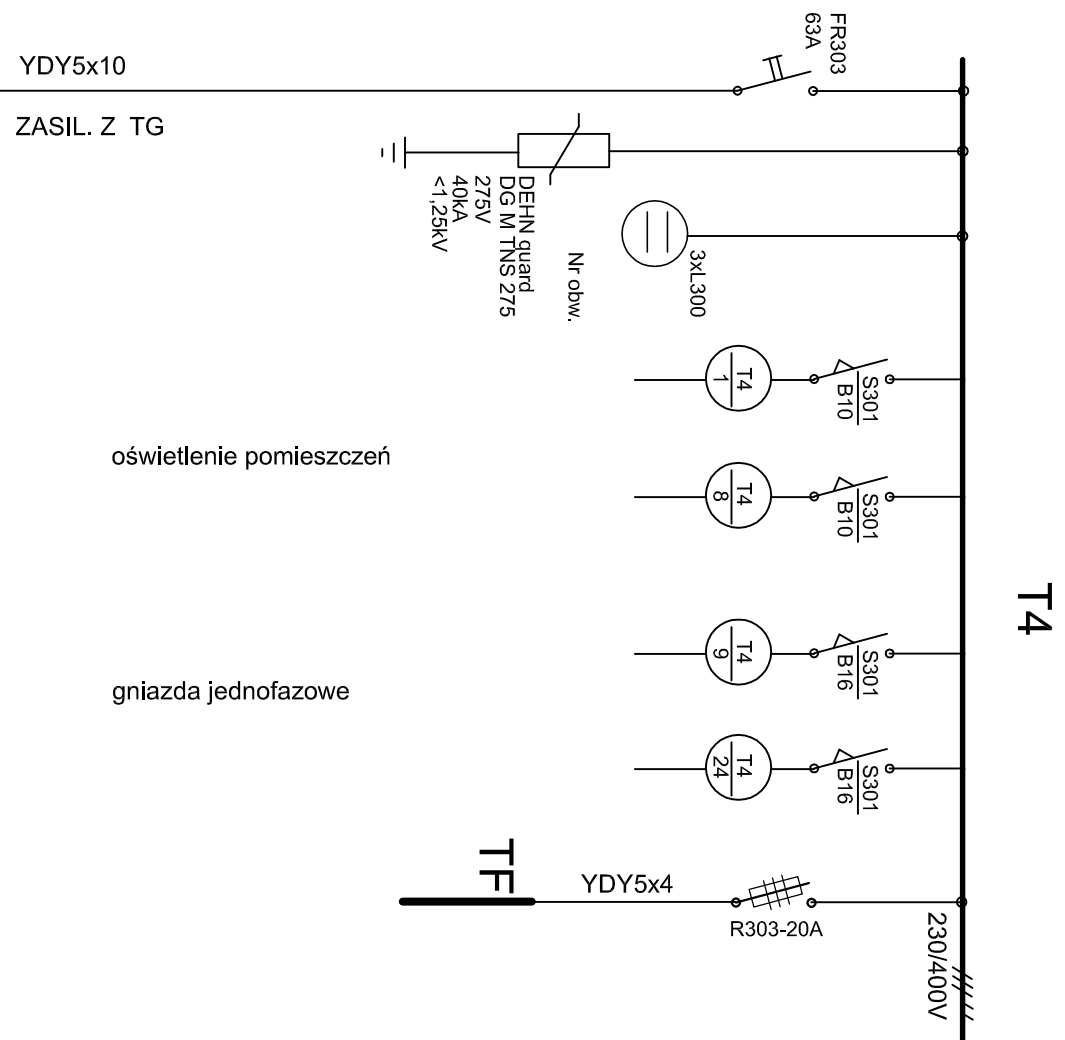 FR303
63A
YDY5x10
ZASIL. Z TG
DEHN quard
DG M TNS 275
275V
40kA
<1,25kV
Nr obw.
3xL300
T4
1
S301
B10
oświetlenie pomieszczeń
T4
8
S301
B10
T4
T4
9
S301
B16
gniazda jednofazowe
T4
24
S301
B16
TF
YDY5x4
R303-20A
230/400V